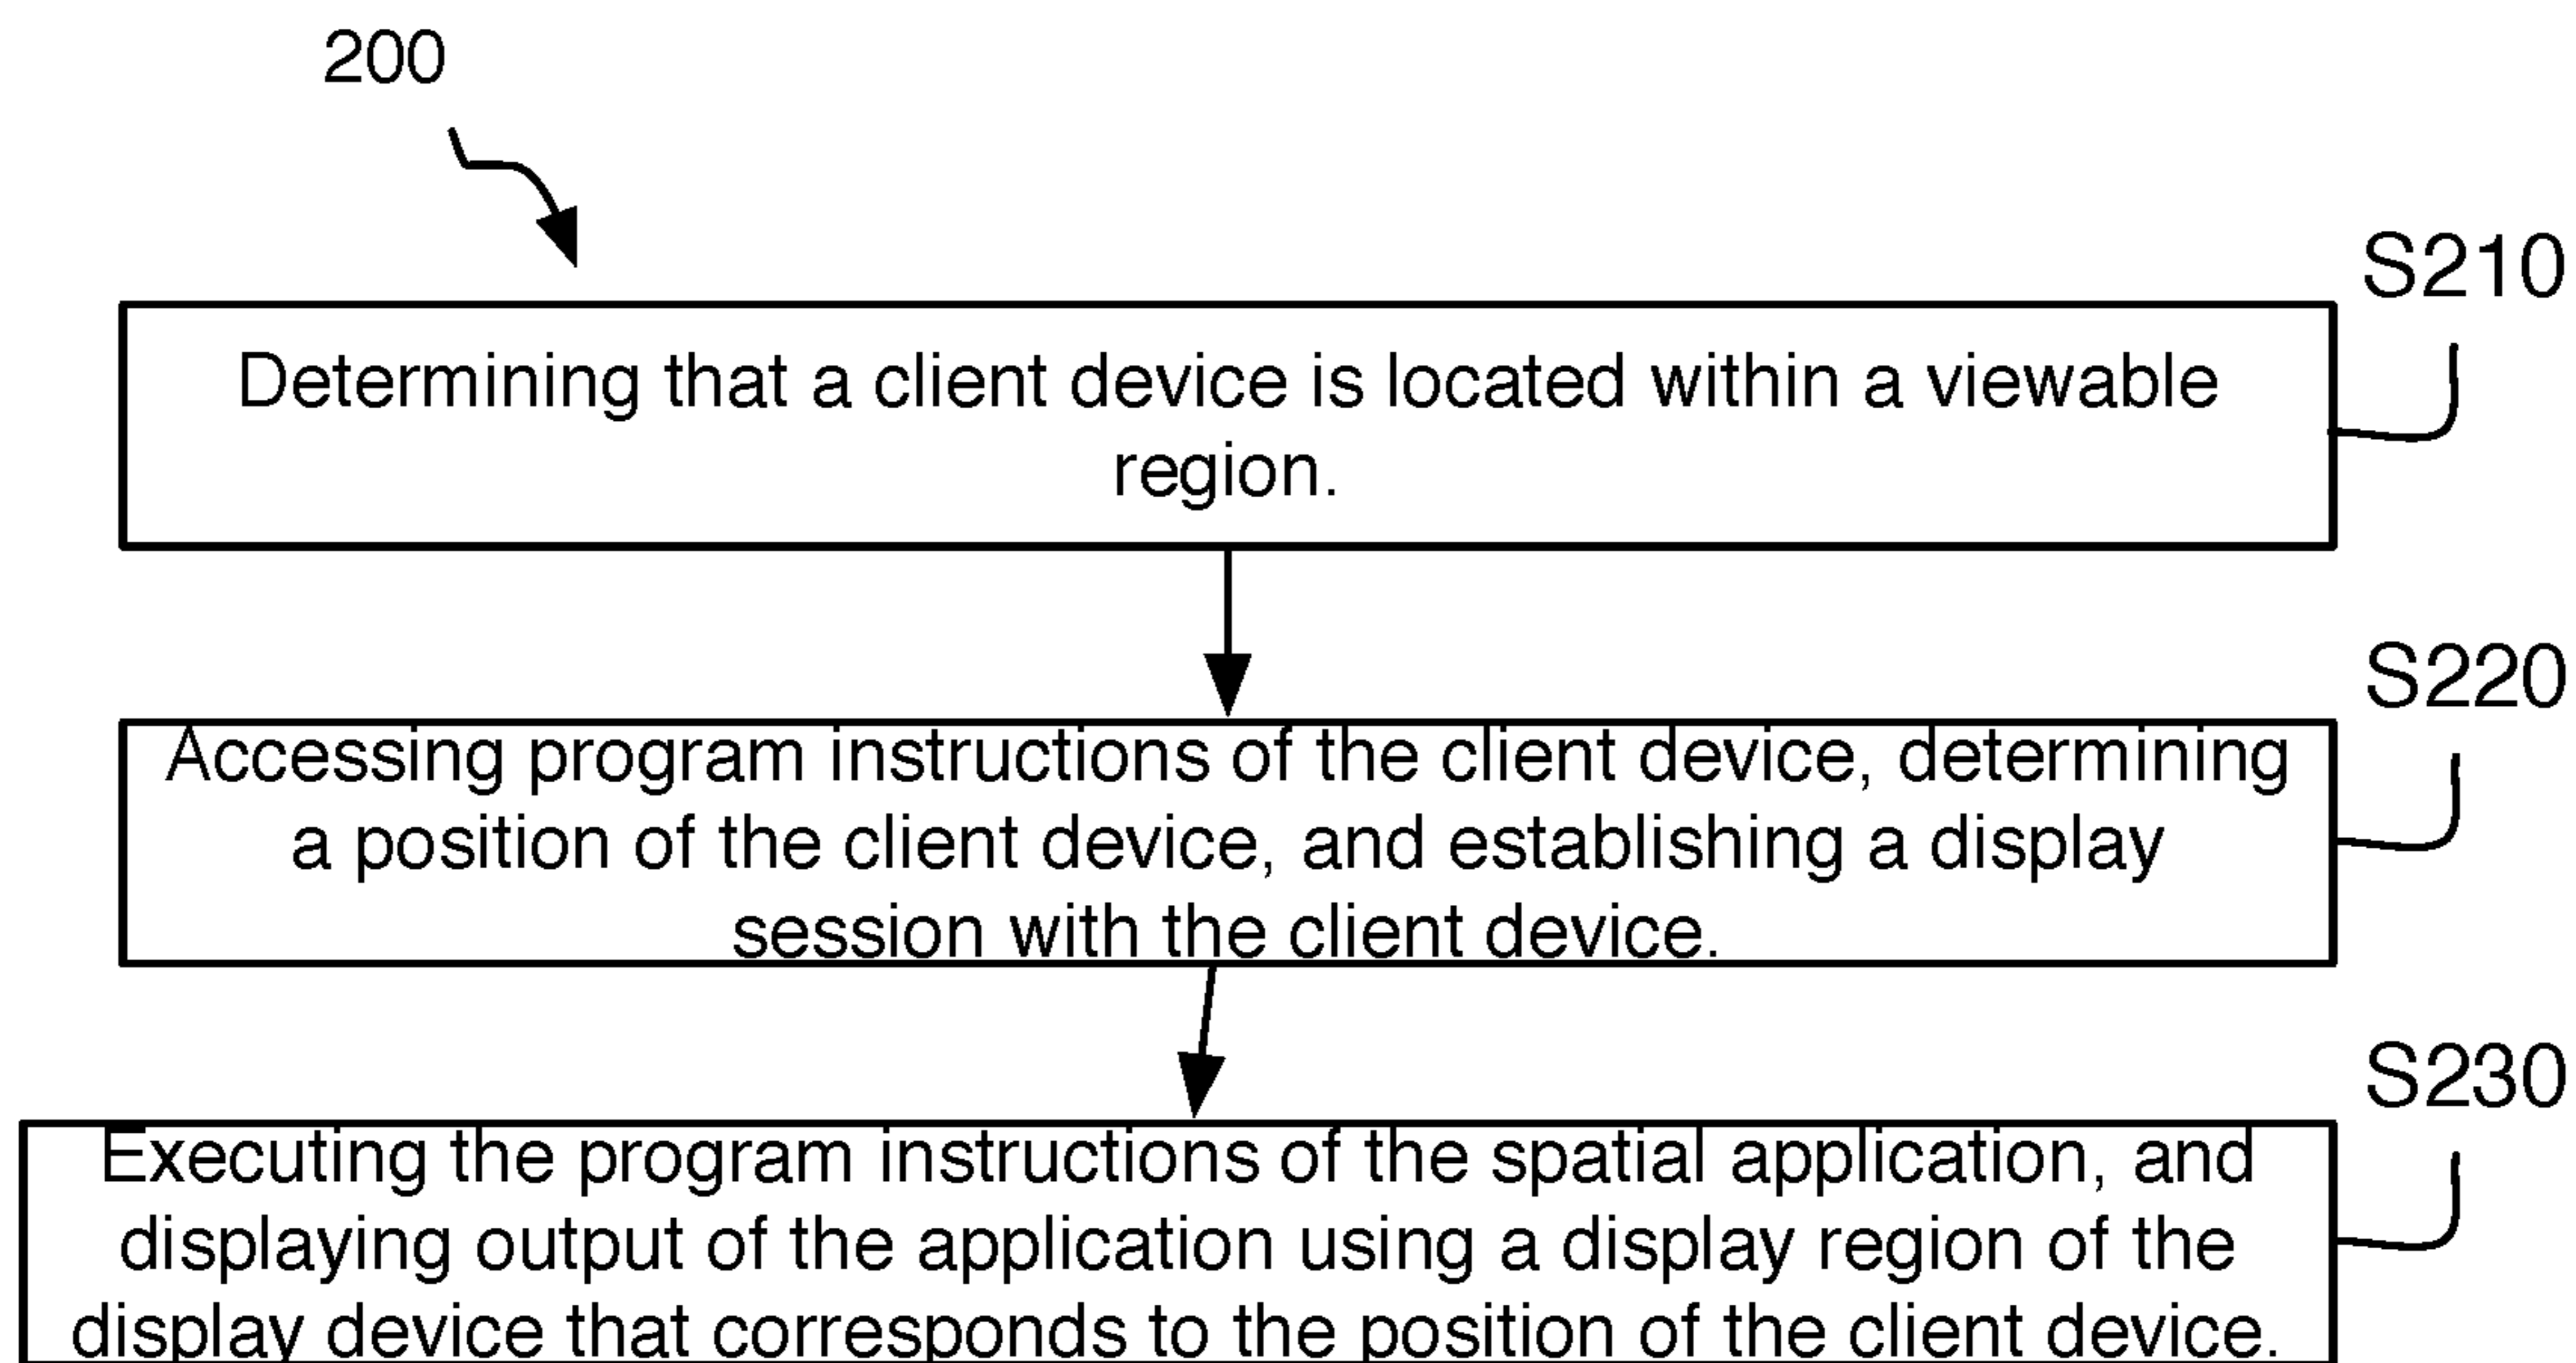 200
S210
Determining that a client device is located within a viewable
region.
S220
Accessing program instructions of the client device, determining
a position of the client device, and establishing a display
session with the client device.
S230
Executing the program instructions of the spatial application, and
displaying output of the application using a display region of the
display device that corresponds to the position of the client device.